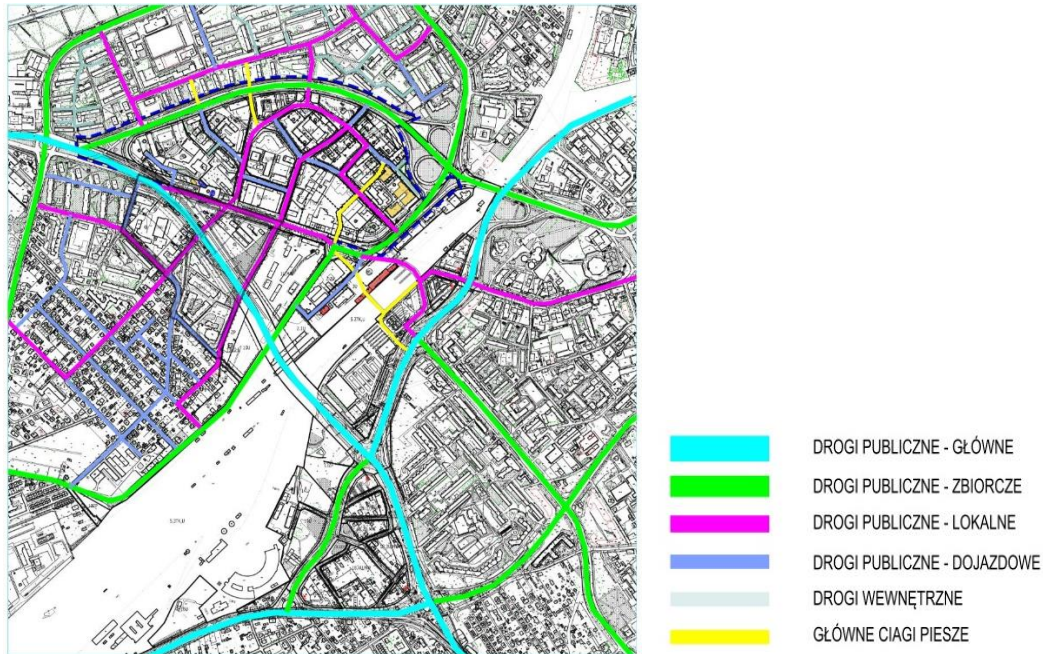 DROGI PUBLICZNE - GŁÓWNE
DROGI PUBLICZNE - ZBIORCZE
DROGI PUBLICZNE - LOKALNE
DROGI PUBLICZNE - DOJAZDOWE
DROGI WEWNĘTRZNE
GŁÓWNE CIAGI PIESZE